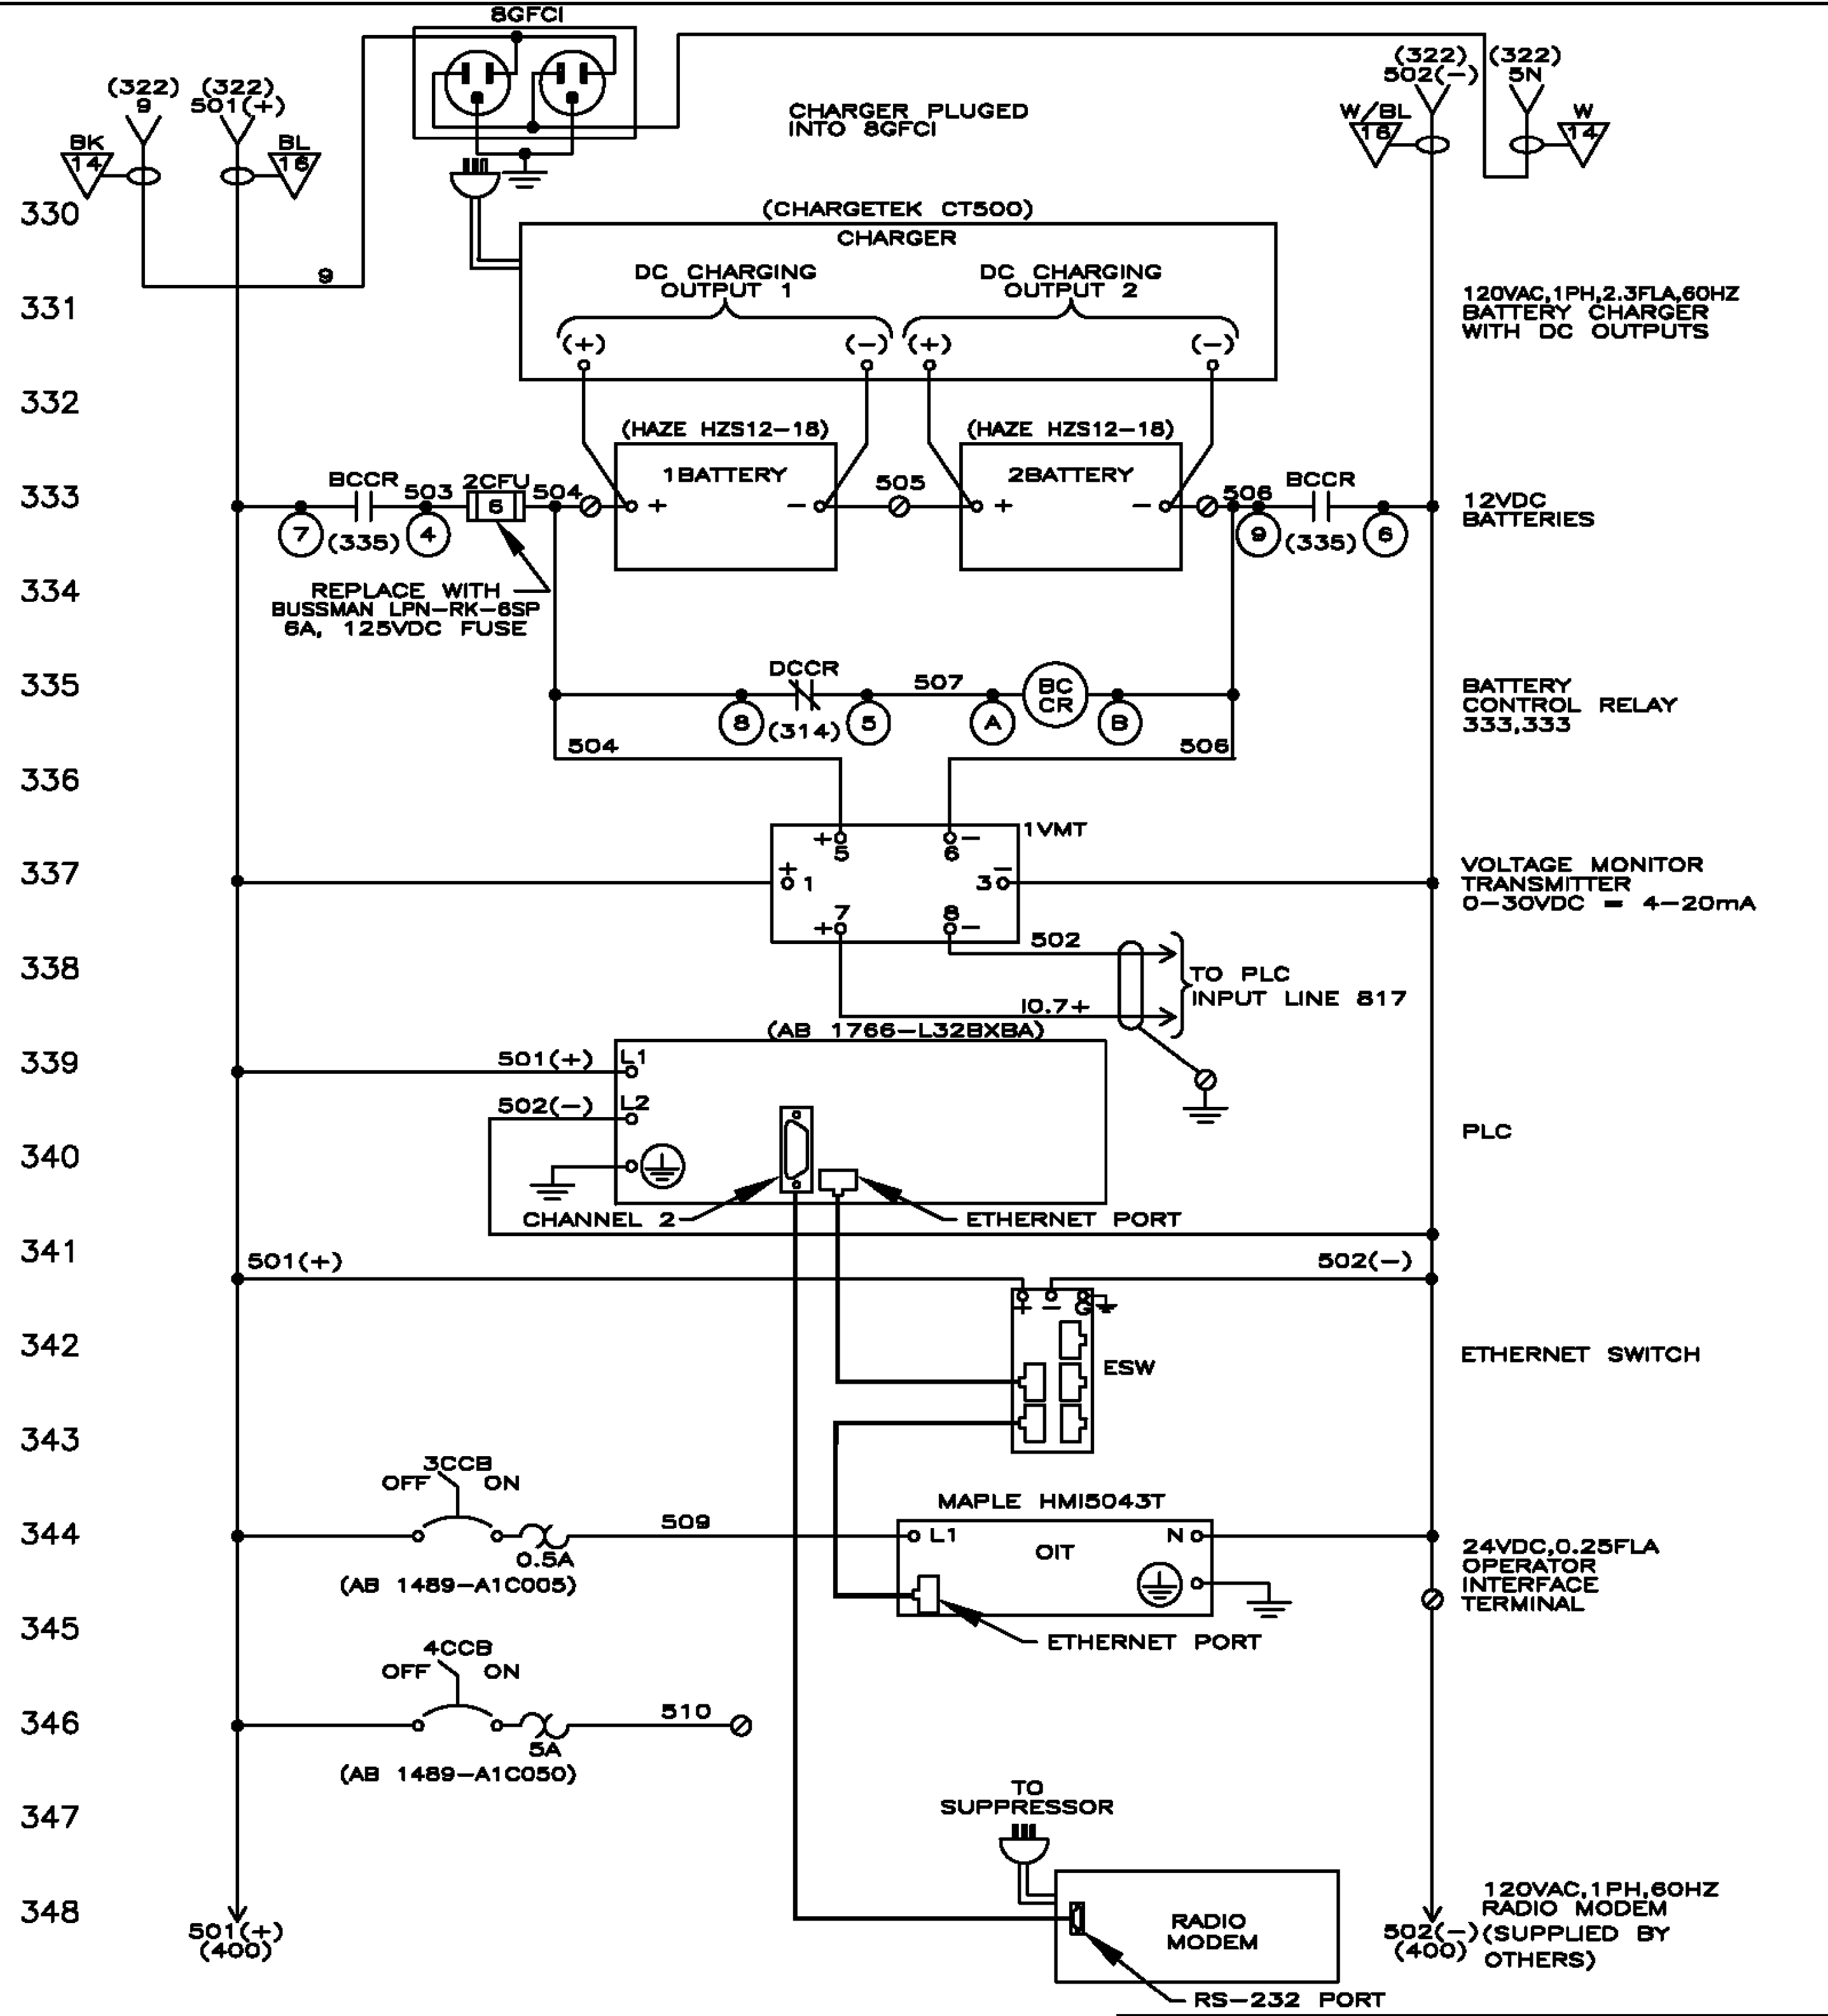 8GFCI
(322)
9
(322)
501(+)
BK
14
BL
16
CHARGER PLUGED
INTO 8GFCI
(322)
502(-)
(322)
5N
W/BL
16
W
14
330
(CHARGETEK CT500)
CHARGER
9
DC CHARGING
OUTPUT 1
DC CHARGING
OUTPUT 2
331
(+)
(-)
(+)
(-)
120VAC,1PH,2.3FLA,60HZ
BATTERY CHARGER
WITH DC OUTPUTS
332
(HAZE HZS12-18)
(HAZE HZS12-18)
1BATTERY
2BATTERY
333
BCCR
503
2CFU
6
504
+
-
505
+
-
506
BCCR
7
(335)
4
9
(335)
6
12VDC
BATTERIES
334
REPLACE WITH
BUSSMAN LPN-RK-6SP
6A, 125VDC FUSE
335
DCCR
507
BC
CR
8
(314)
5
A
B
BATTERY
CONTROL RELAY
333,333
504
506
336
1VMT
+
5
-
6
337
+
1
-
3
7
+
8
-
VOLTAGE MONITOR
TRANSMITTER
0-30VDC = 4-20mA
502
338
TO PLC
INPUT LINE 817
I0.7+
(AB 1766-L32BXBA)
339
501(+)
L1
502(-)
L2
PLC
340
CHANNEL 2
ETHERNET PORT
341
501(+)
502(-)
+ - G
342
ESW
ETHERNET SWITCH
343
3CCB
OFF ON
MAPLE HMI5043T
344
509
L1
OIT
N
0.5A
(AB 1489-A1C005)
24VDC,0.25FLA
OPERATOR
INTERFACE
TERMINAL
345
ETHERNET PORT
4CCB
OFF ON
346
510
5A
(AB 1489-A1C050)
347
TO
SUPPRESSOR
348
501(+)
(400)
RADIO
MODEM
502(-)
(400)
120VAC,1PH,60HZ
RADIO MODEM
(SUPPLIED BY
OTHERS)
RS-232 PORT